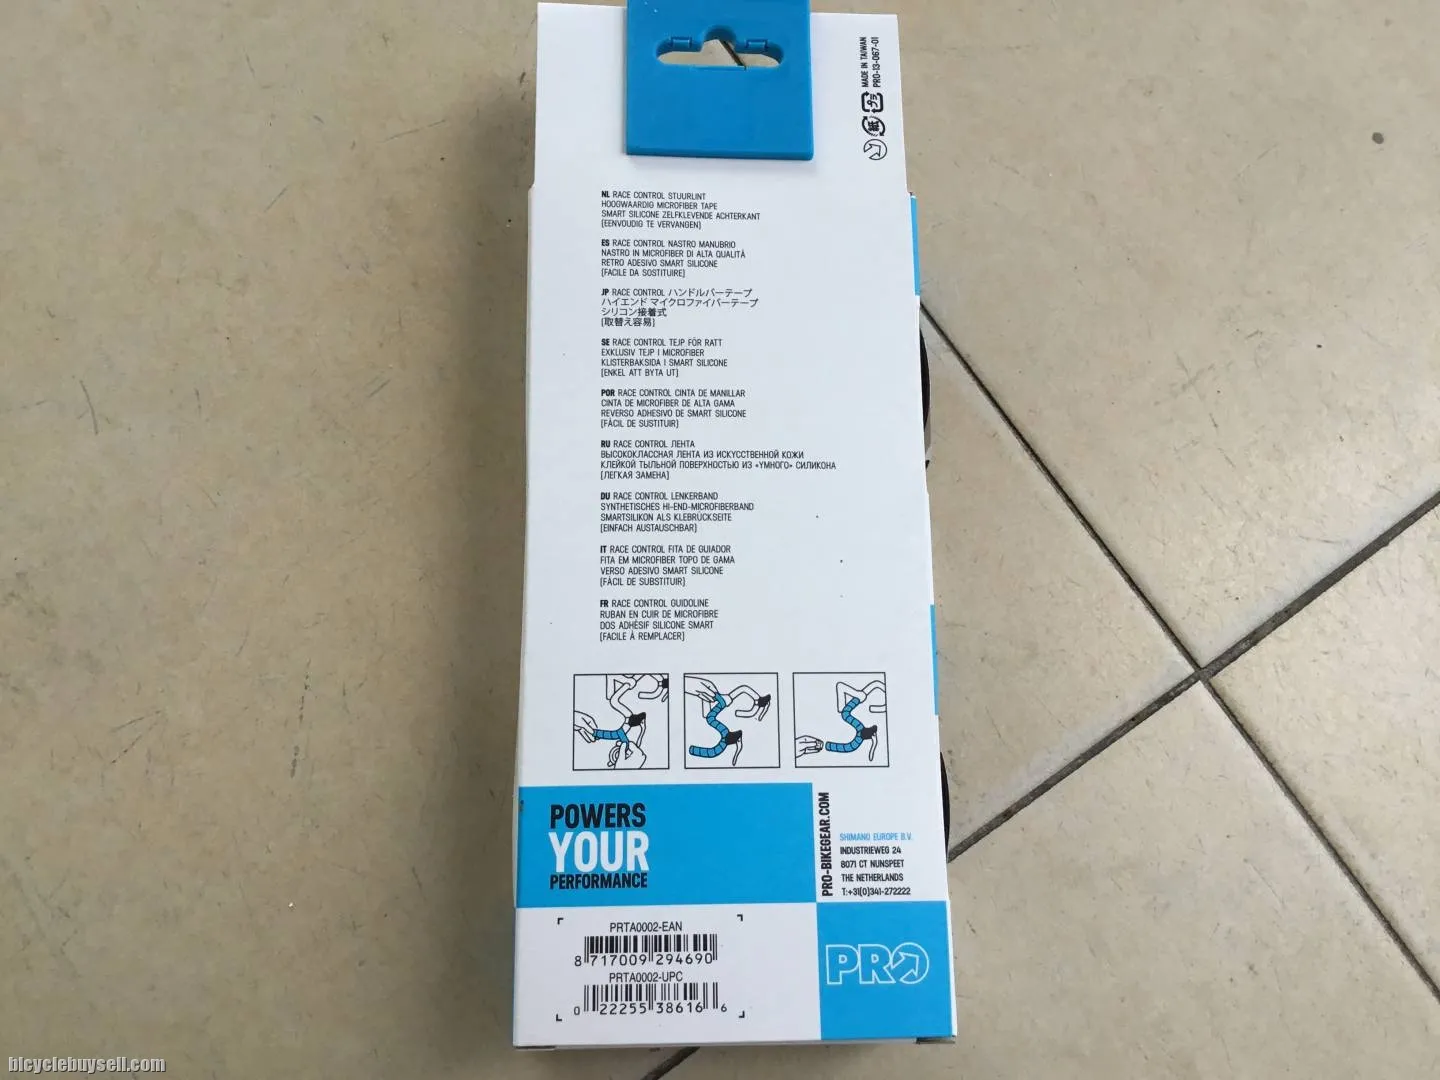 MADE IN TAIWAN
PRO-13-067-01
紙
プラ
NL RACE CONTROL STUURLINT
HOOGWAARDIG MICROFIBER TAPE
SMART SILICONE ZELFKLEVENDE ACHTERKANT
[EENVOUDIG TE VERVANGEN]
ES RACE CONTROL NASTRO MANUBRIO
NASTRO IN MICROFIBER DI ALTA QUALITÀ
RETRO ADESIVO SMART SILICONE
[FACILE DA SOSTITUIRE]
JP RACE CONTROL ハンドルバーテープ
ハイエンド マイクロファイバーテープ
シリコン接着式
[取替え容易]
SE RACE CONTROL TEJP FÖR RATT
EXKLUSIV TEJP I MICROFIBER
KLISTERBAKSIDA I SMART SILICONE
[ENKEL ATT BYTA UT]
POR RACE CONTROL CINTA DE MANILLAR
CINTA DE MICROFIBER DE ALTA GAMA
REVERSO ADHESIVO DE SMART SILICONE
[FÁCIL DE SUSTITUIR]
RU RACE CONTROL ЛЕНТА
ВЫСОКОКЛАССНАЯ ЛЕНТА ИЗ ИСКУССТВЕННОЙ КОЖИ
КЛЕЙКОЙ ТЫЛЬНОЙ ПОВЕРХНОСТЬЮ ИЗ «УМНОГО» СИЛИКОНА
[ЛЕГКАЯ ЗАМЕНА]
DU RACE CONTROL LENKERBAND
SYNTHETISCHES HI-END-MICROFIBERBAND
SMARTSILIKON ALS KLEBRÜCKSEITE
[EINFACH AUSTAUSCHBAR]
IT RACE CONTROL FITA DE GUIADOR
FITA EM MICROFIBER TOPO DE GAMA
VERSO ADESIVO SMART SILICONE
[FÁCIL DE SUBSTITUIR]
FR RACE CONTROL GUIDOLINE
RUBAN EN CUIR DE MICROFIBRE
DOS ADHÉSIF SILICONE SMART
[FACILE À REMPLACER]
POWERS
YOUR
PERFORMANCE
PRO-BIKEGEAR.COM
SHIMANO EUROPE B.V.
INDUSTRIEWEG 24
8071 CT NUNSPEET
THE NETHERLANDS
T:+31(0)341-272222
PRTA0002-EAN
8 717009 294690
PRTA0002-UPC
0 22255 38616 6
PRO
bicyclebuysell.com